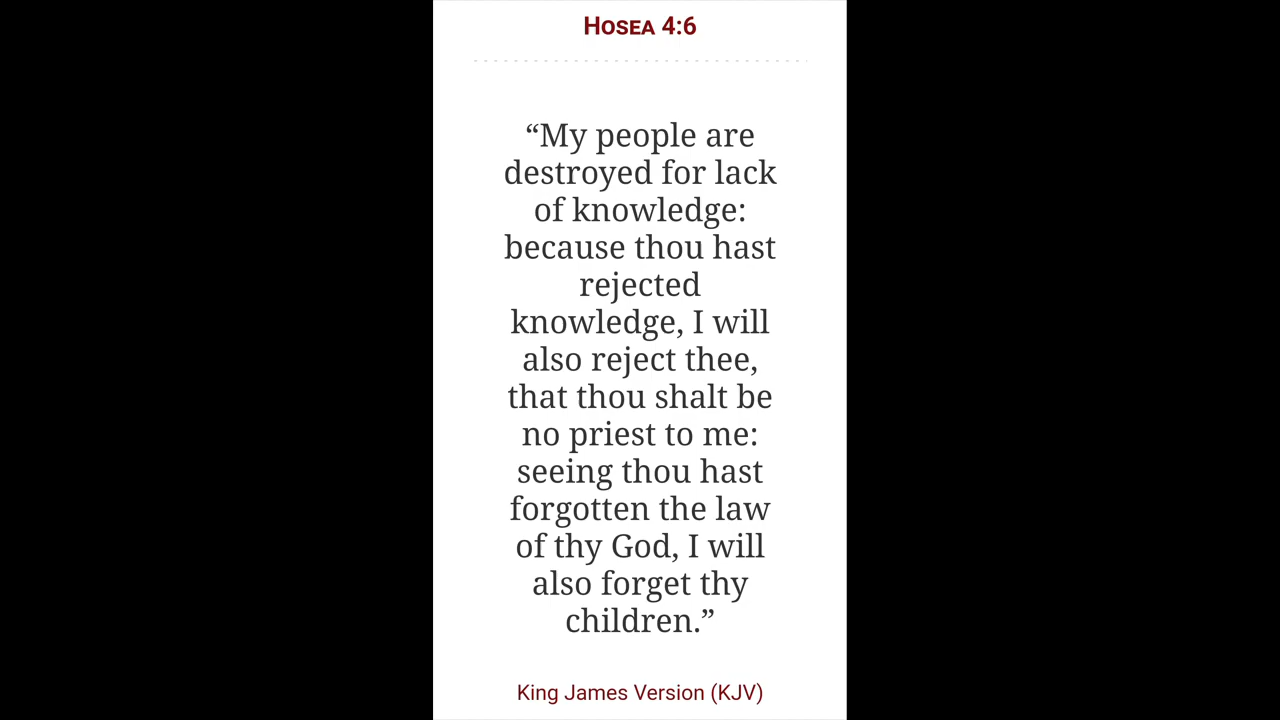 Hosea 4:6
“My people are
destroyed for lack
of knowledge:
because thou hast
rejected
knowledge, I will
also reject thee,
that thou shalt be
no priest to me:
seeing thou hast
forgotten the law
of thy God, I will
also forget thy
children.”
King James Version (KJV)